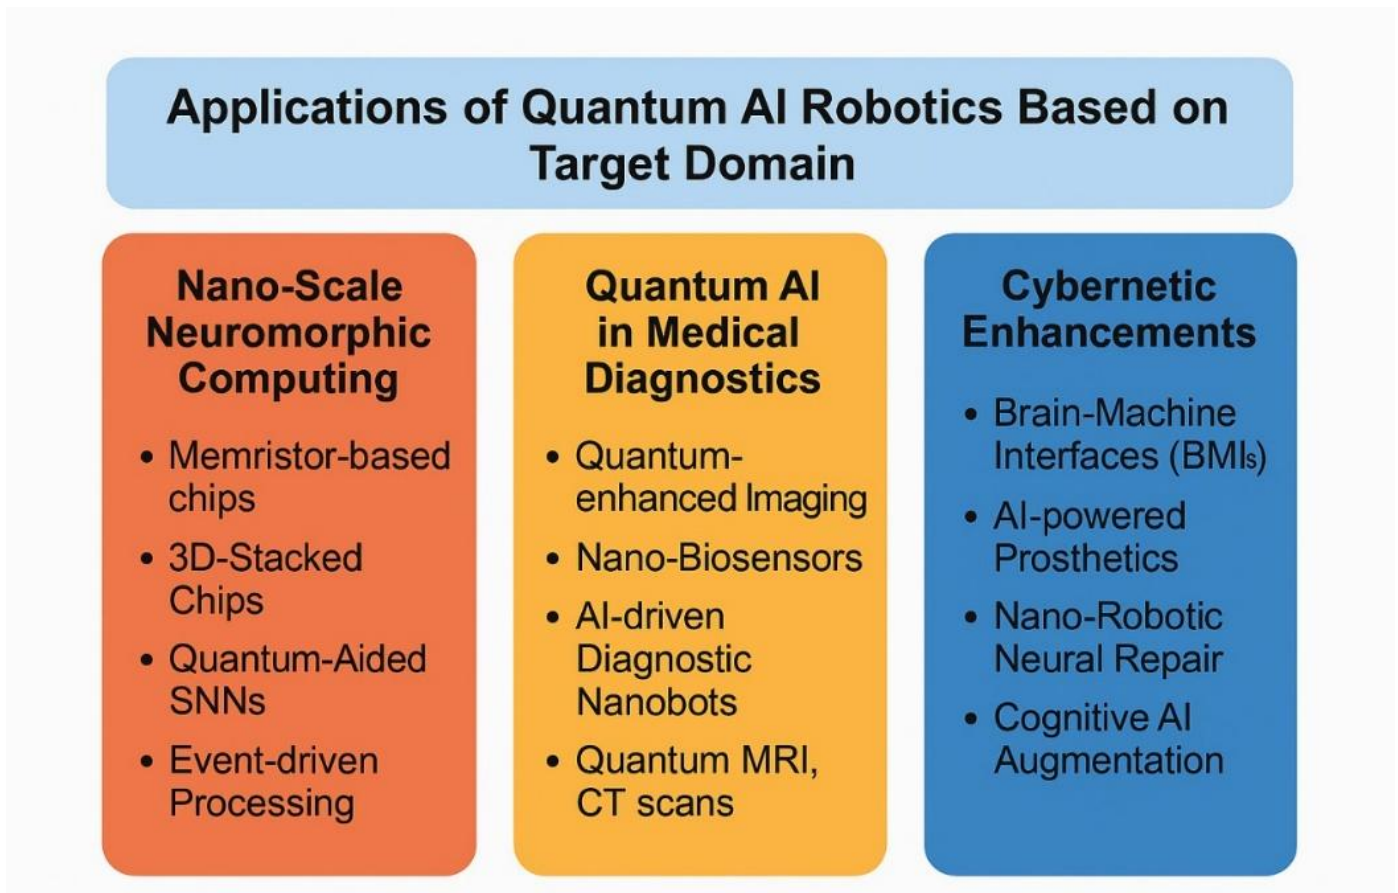 Applications of Quantum AI Robotics Based on
Target Domain
Nano-Scale
Neuromorphic
Computing
• Memristor-based
chips
• 3D-Stacked
Chips
• Quantum-Aided
SNNs
• Event-driven
Processing
Quantum AI
in Medical
Diagnostics
• Quantum-
enhanced Imaging
• Nano-Biosensors
• AI-driven
Diagnostic
Nanobots
• Quantum MRI,
CT scans
Cybernetic
Enhancements
• Brain-Machine
Interfaces (BMIs)
• AI-powered
Prosthetics
• Nano-Robotic
Neural Repair
• Cognitive AI
Augmentation